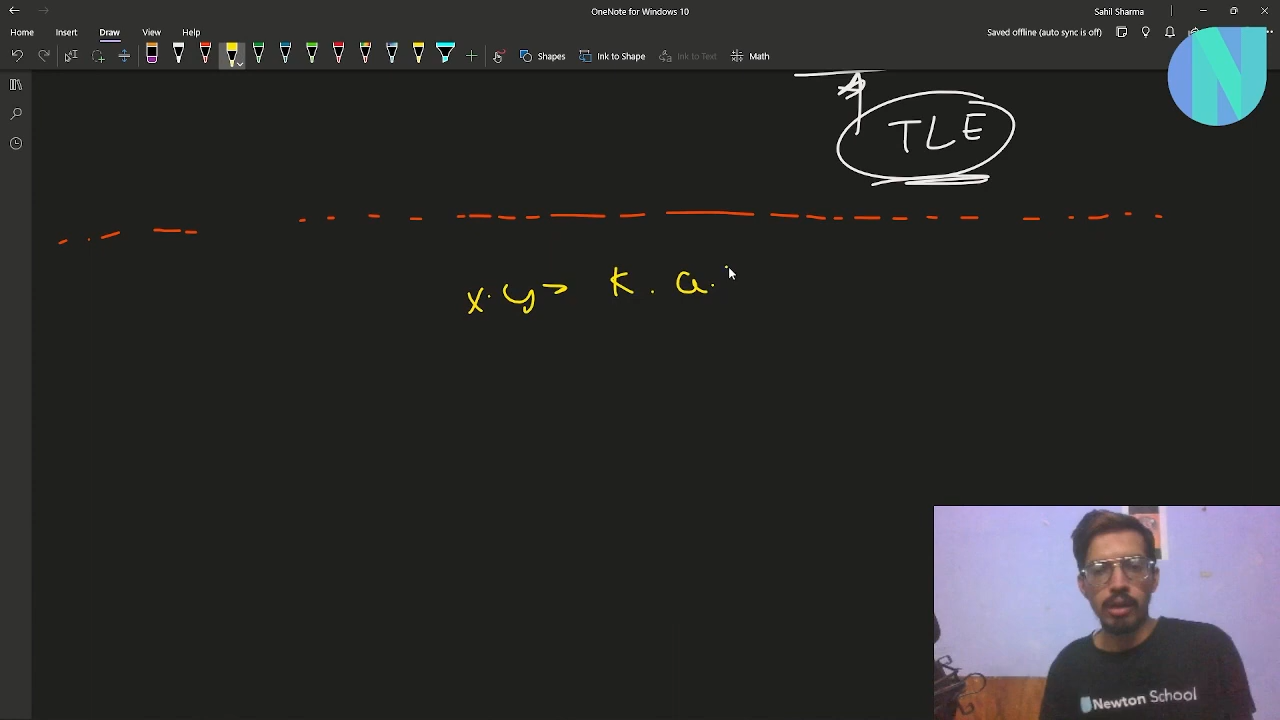 OneNote for Windows 10
Sahil Sharma
Home Insert Draw View Help
Saved offline (auto sync is off)
Shapes Ink to Shape Ink to Text Math
TLE
x.y → k.a.
Newton School